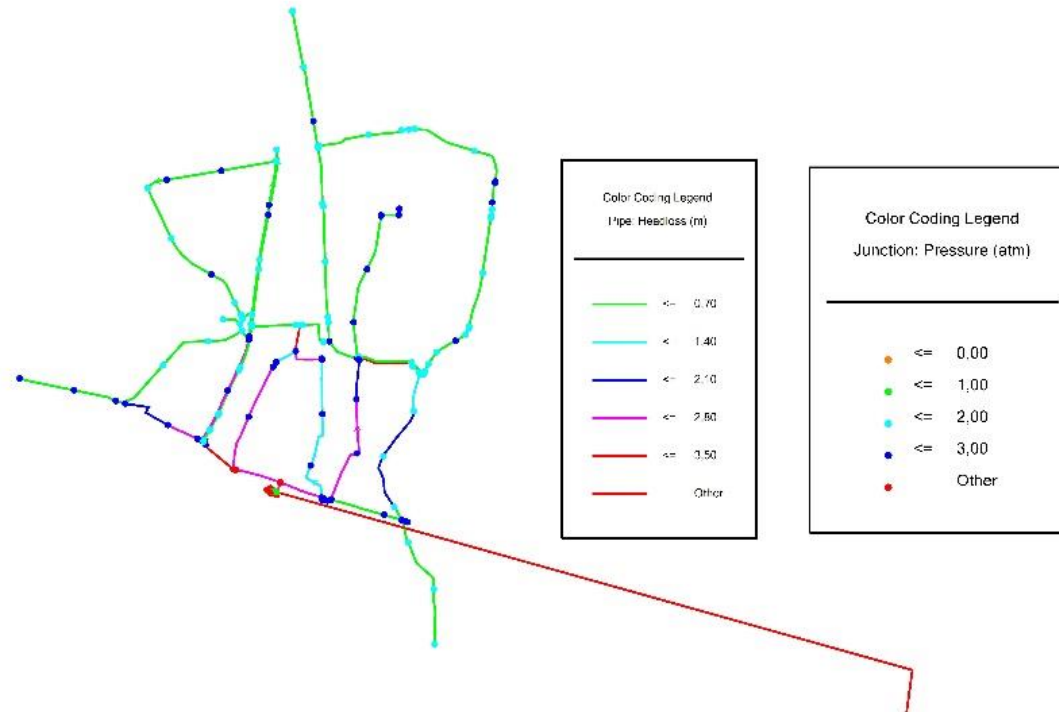 Color Coding Legend
Pipe: Headloss (m)
<= 0,70
< 1,40
<= 2,10
<= 2,80
<= 3,50
Other
Color Coding Legend
Junction: Pressure (atm)
<= 0,00
<= 1,00
<= 2,00
<= 3,00
Other